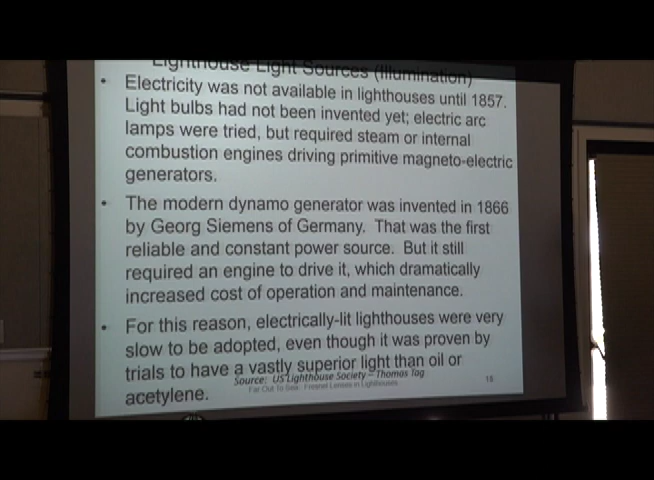 Lighthouse Light Sources (Illumination)
• Electricity was not available in lighthouses until 1857.
Light bulbs had not been invented yet; electric arc
lamps were tried, but required steam or internal
combustion engines driving primitive magneto-electric
generators.
• The modern dynamo generator was invented in 1866
by Georg Siemens of Germany. That was the first
reliable and constant power source. But it still
required an engine to drive it, which dramatically
increased cost of operation and maintenance.
• For this reason, electrically-lit lighthouses were very
slow to be adopted, even though it was proven by
trials to have a vastly superior light than oil or
acetylene.
Source: US Lighthouse Society – Thomas Tag
Far Out To Sea: Fresnel Lenses in Lighthouses
16